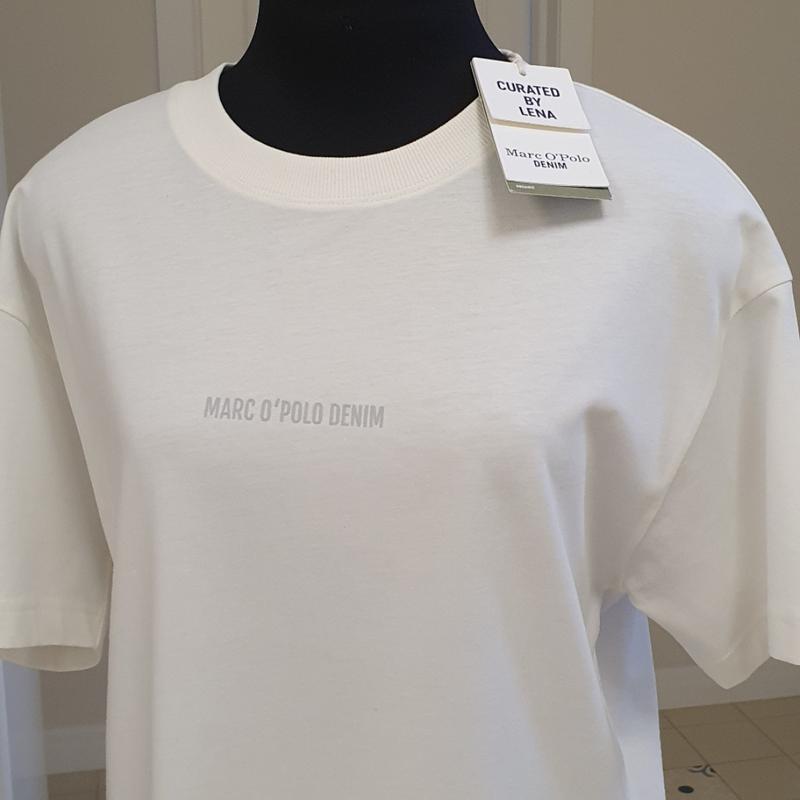 CURATED
BY
LENA
Marc O'Polo
DENIM
MARC O'POLO DENIM